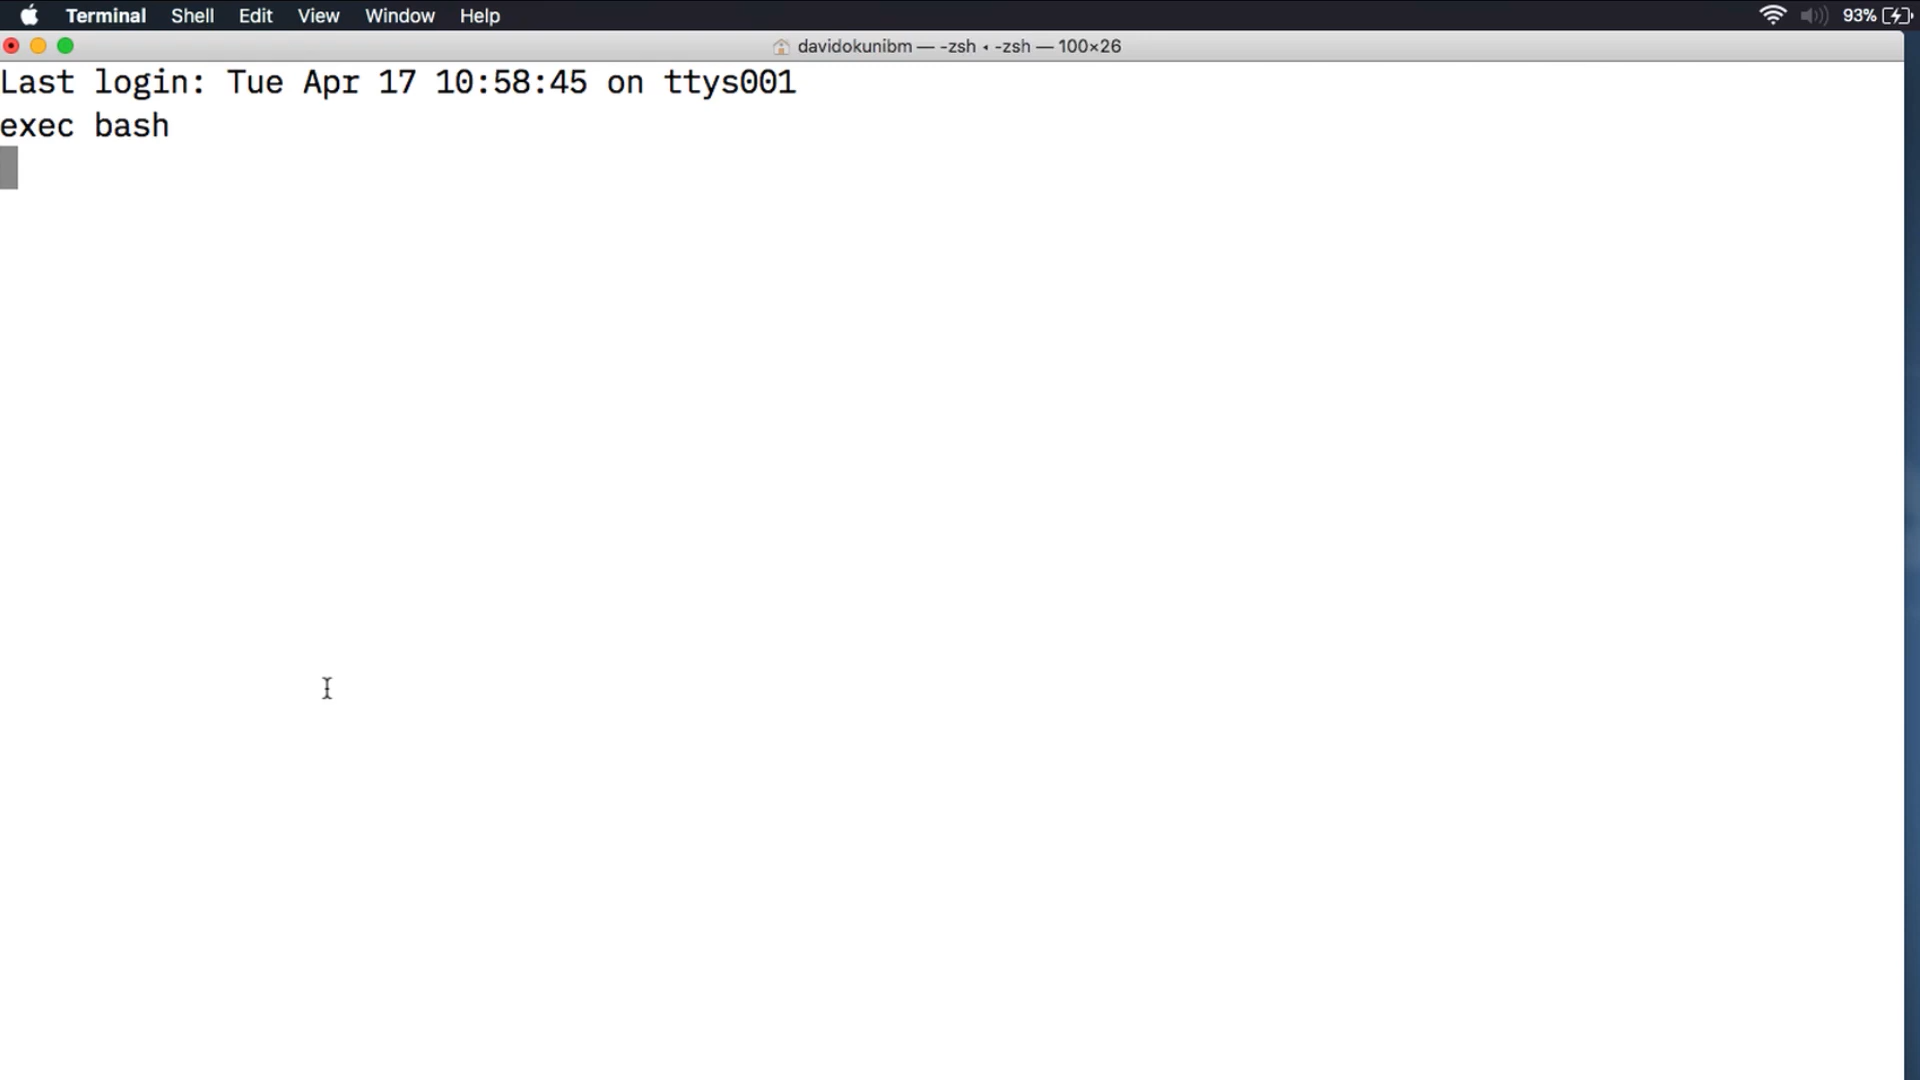 Terminal Shell Edit View Window Help 93%
davidokunibm — -zsh ◂ -zsh — 100×26
Last login: Tue Apr 17 10:58:45 on ttys001
exec bash